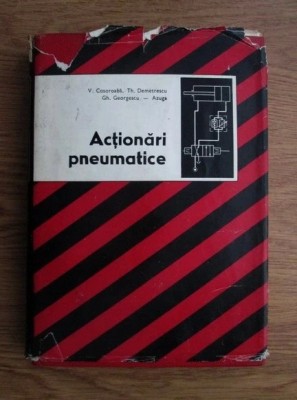 V. Cosoroabă, Th. Demetrescu
Gh. Georgescu, — Azuga
Acționări
pneumatice